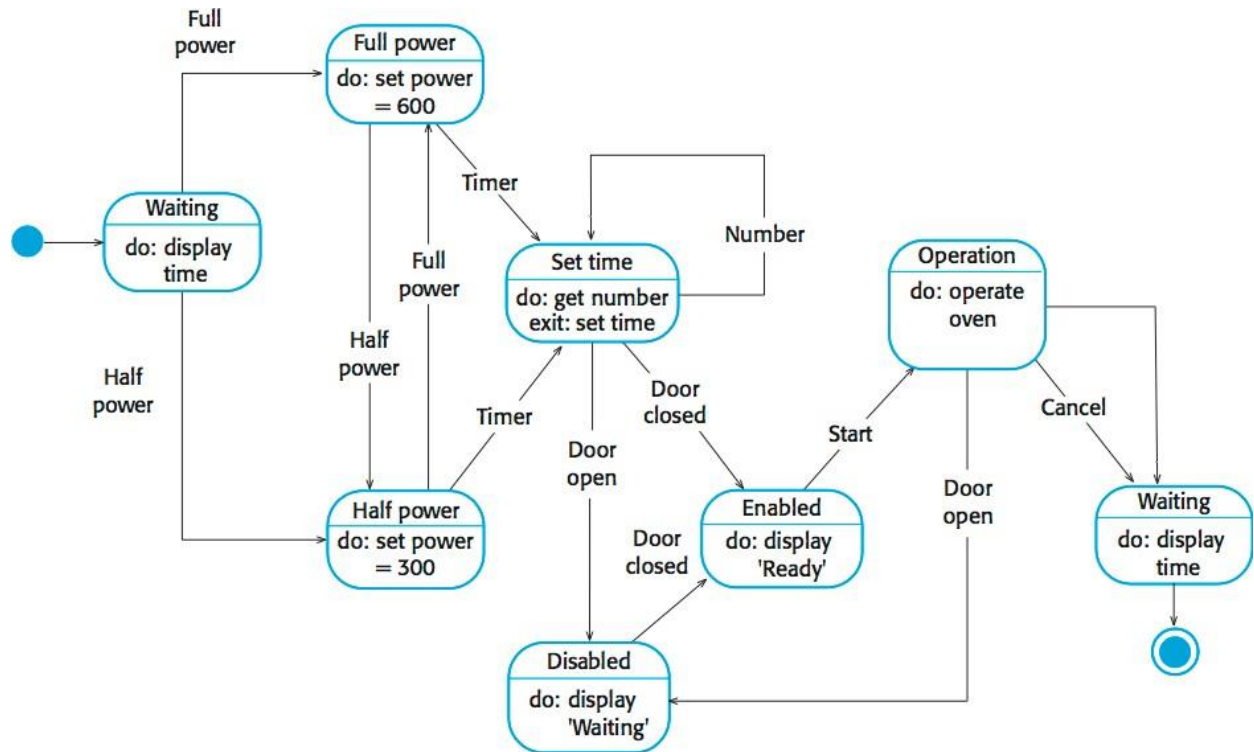 Full
power
Full power
do: set power
= 600
Timer
Waiting
do: display
time
Full
power
Half
power
Half
power
Set time
do: get number
exit: set time
Number
Operation
do: operate
oven
Timer
Door
open
Door
closed
Start
Cancel
Door
open
Half power
do: set power
= 300
Enabled
do: display
'Ready'
Door
closed
Waiting
do: display
time
Disabled
do: display
'Waiting'